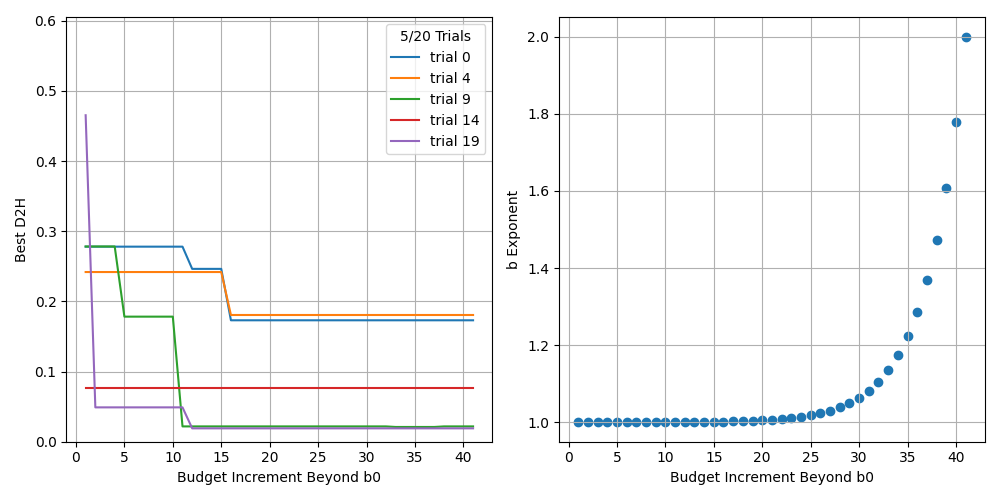 0.6
0.5
0.4
0.3
0.2
0.1
0.0
Best D2H
0 5 10 15 20 25 30 35 40
Budget Increment Beyond b0
5/20 Trials
trial 0
trial 4
trial 9
trial 14
trial 19
2.0
1.8
1.6
1.4
1.2
1.0
b Exponent
0 5 10 15 20 25 30 35 40
Budget Increment Beyond b0